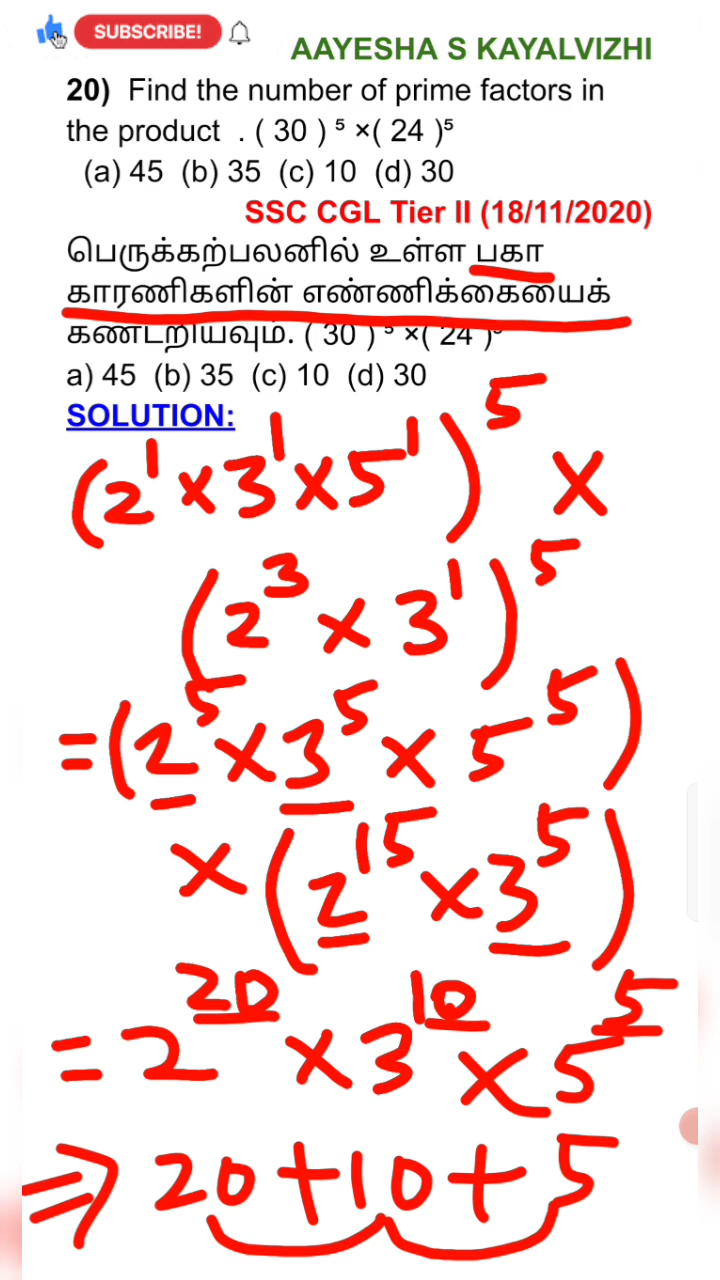 SUBSCRIBE!
AAYESHA S KAYALVIZHI
20) Find the number of prime factors in
the product . ( 30 ) ⁵ ×( 24 )⁵
(a) 45 (b) 35 (c) 10 (d) 30
SSC CGL Tier II (18/11/2020)
பெருக்கற்பலனில் உள்ள பகா
காரணிகளின் எண்ணிக்கையைக்
கண்டறியவும். ( 30 ) ⁵ ×( 24 )⁵
a) 45 (b) 35 (c) 10 (d) 30
SOLUTION:
(2¹×3¹×5¹)⁵ ×
(2³×3¹)⁵
=(2⁵×3⁵×5⁵)
×(2¹⁵×3⁵)
=2²⁰×3¹⁰×5⁵
⇒20+10+5